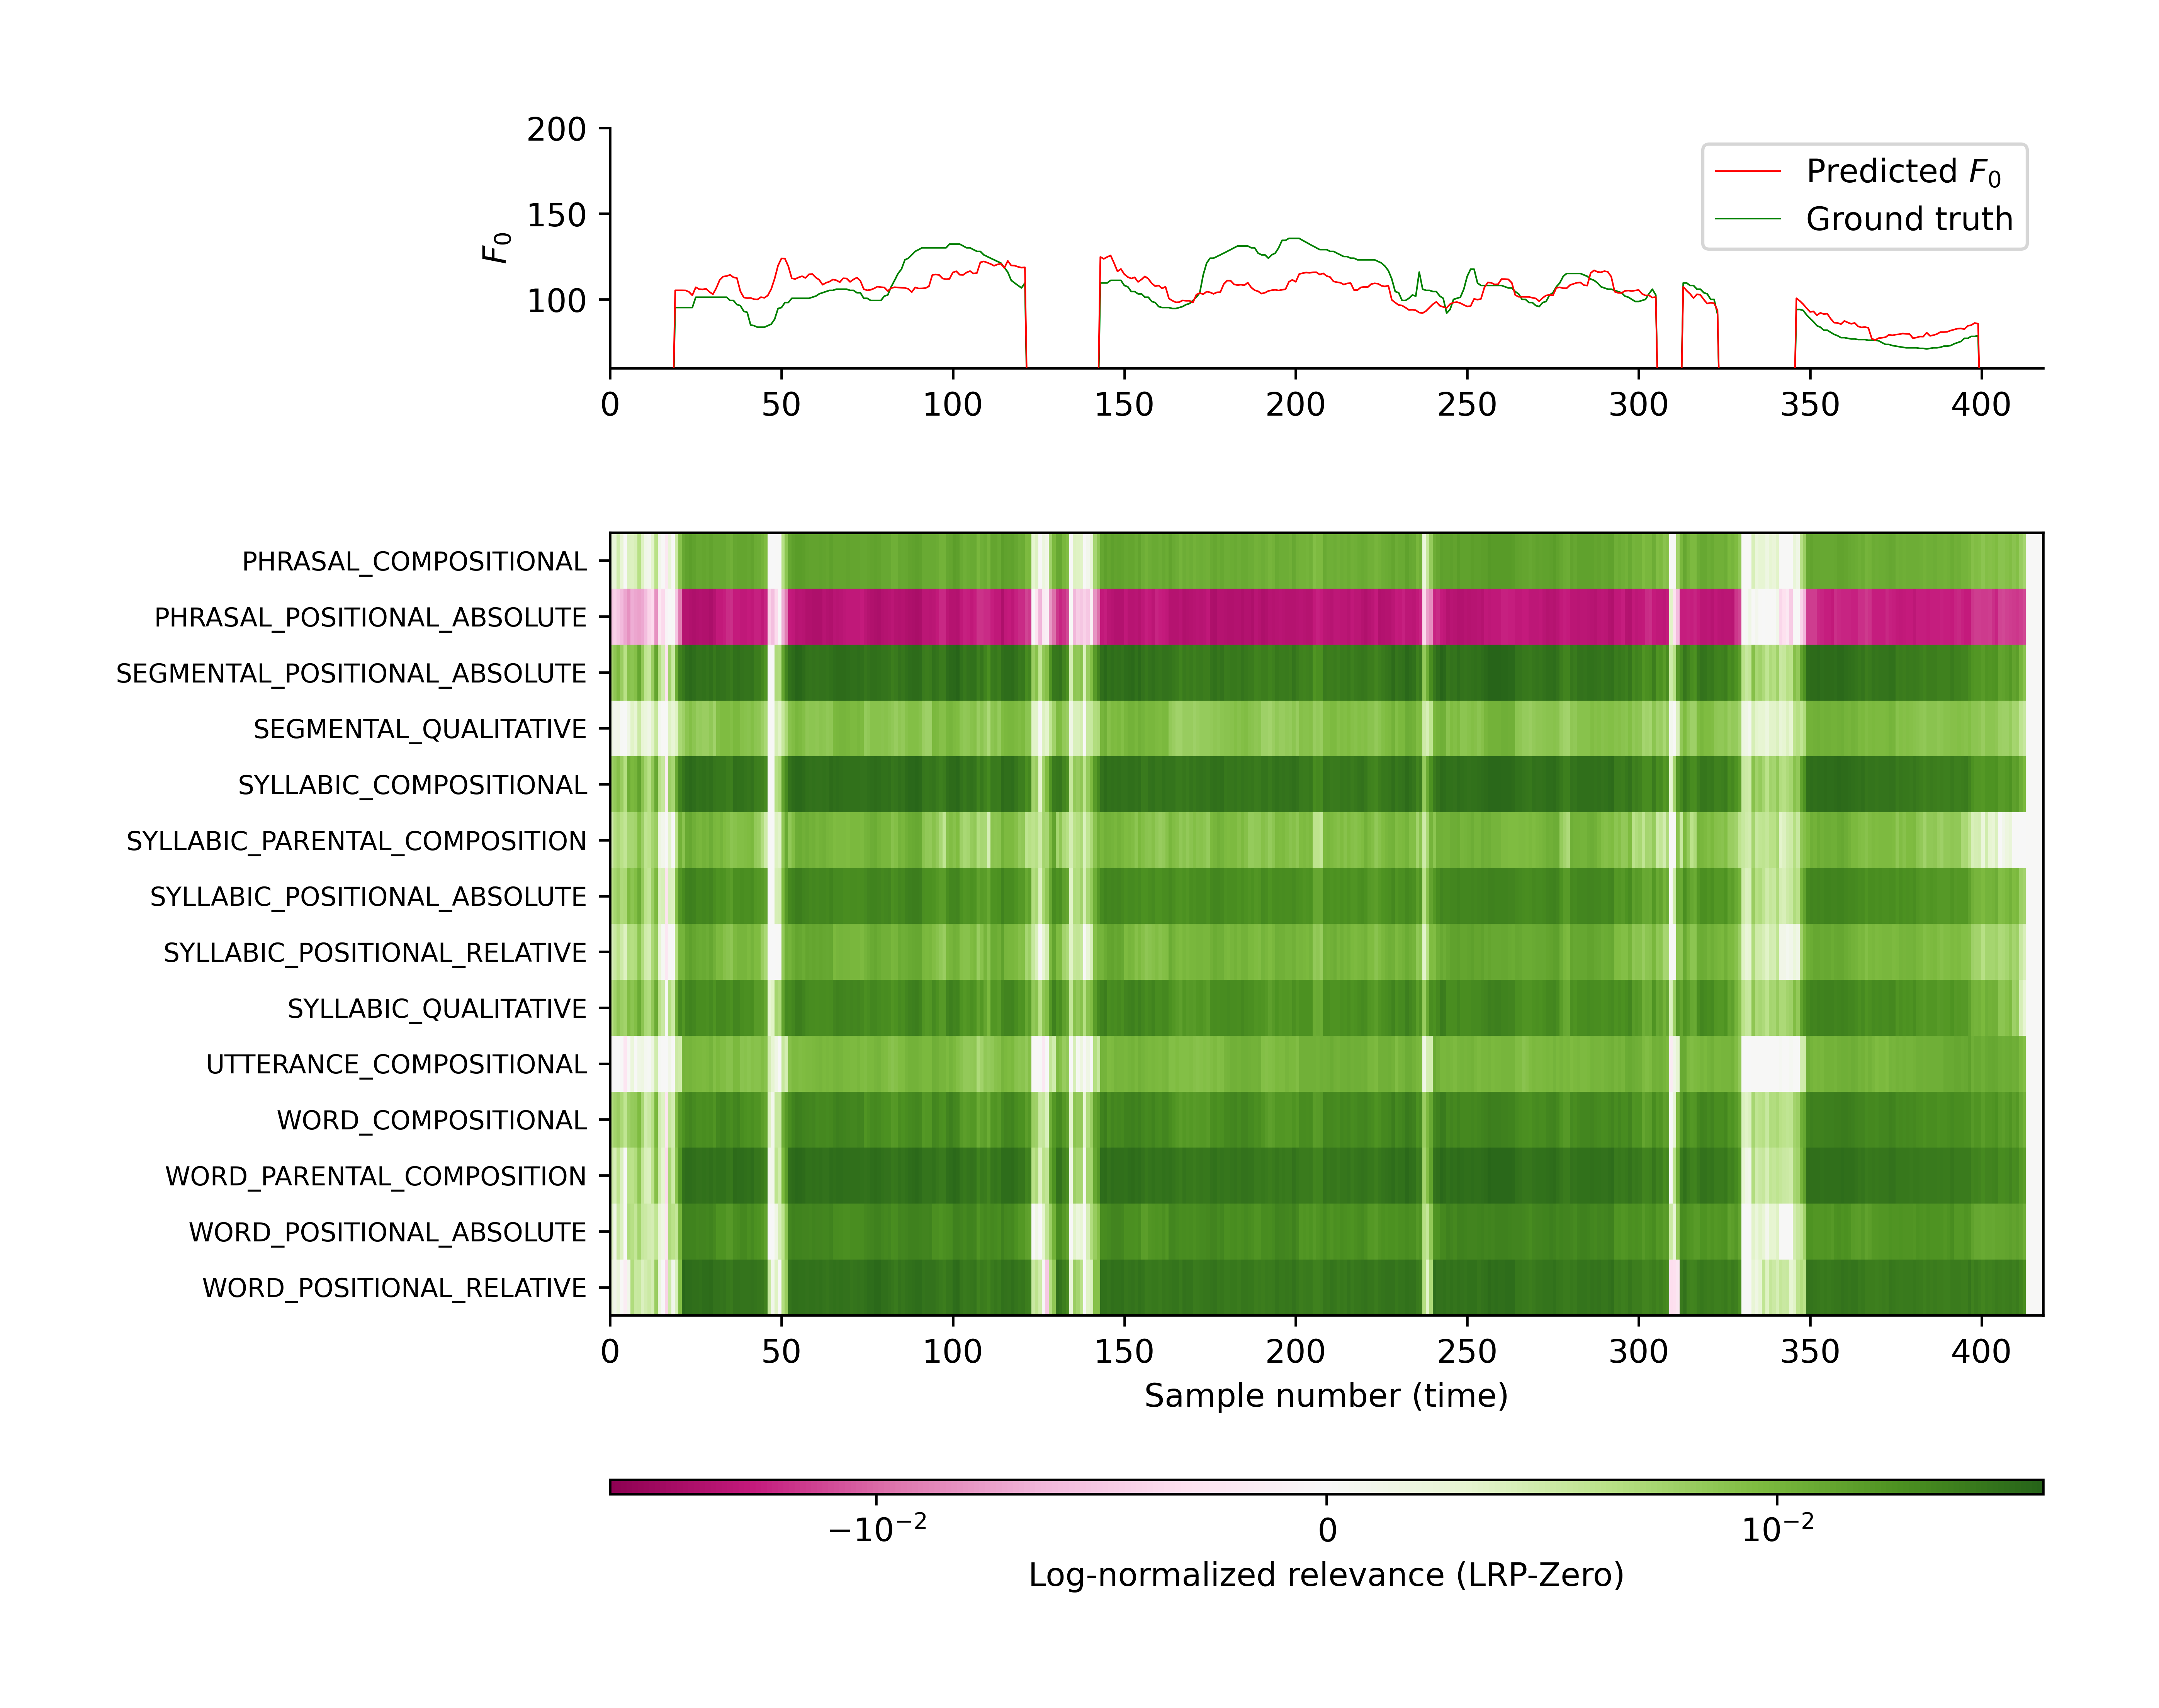 200
150
100
F0
Predicted F0
Ground truth
0 50 100 150 200 250 300 350 400
PHRASAL_COMPOSITIONAL
PHRASAL_POSITIONAL_ABSOLUTE
SEGMENTAL_POSITIONAL_ABSOLUTE
SEGMENTAL_QUALITATIVE
SYLLABIC_COMPOSITIONAL
SYLLABIC_PARENTAL_COMPOSITION
SYLLABIC_POSITIONAL_ABSOLUTE
SYLLABIC_POSITIONAL_RELATIVE
SYLLABIC_QUALITATIVE
UTTERANCE_COMPOSITIONAL
WORD_COMPOSITIONAL
WORD_PARENTAL_COMPOSITION
WORD_POSITIONAL_ABSOLUTE
WORD_POSITIONAL_RELATIVE
0 50 100 150 200 250 300 350 400
Sample number (time)
−10⁻² 0 10⁻²
Log-normalized relevance (LRP-Zero)